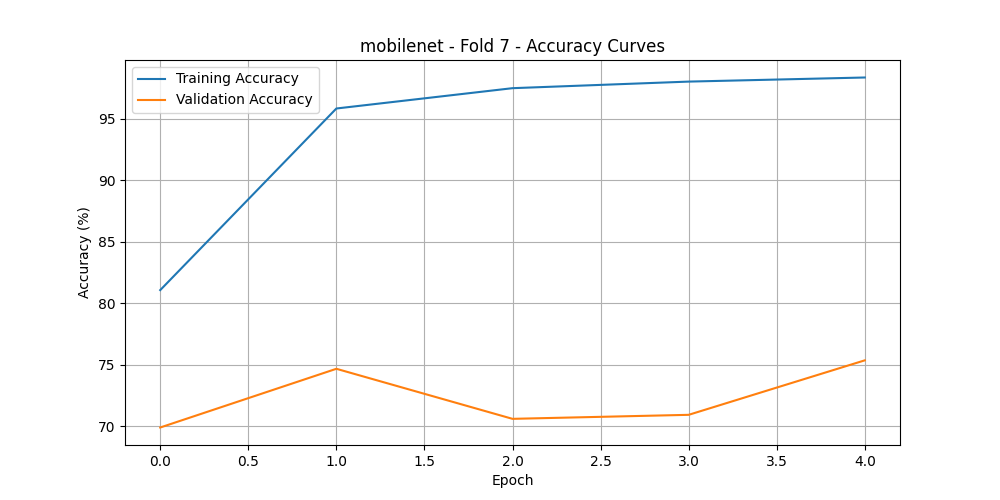 mobilenet - Fold 7 - Accuracy Curves
Training Accuracy
Validation Accuracy
Accuracy (%)
95
90
85
80
75
70
0.0 0.5 1.0 1.5 2.0 2.5 3.0 3.5 4.0
Epoch